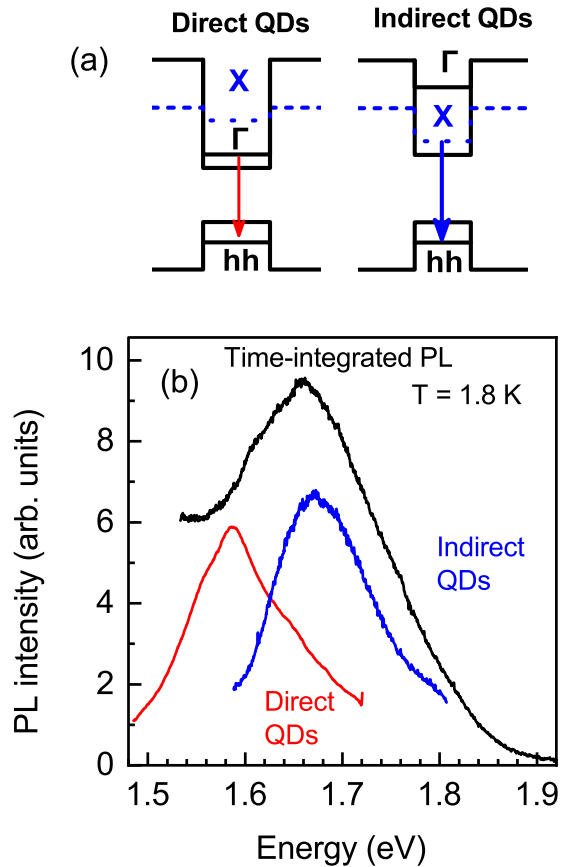 Direct QDs
Indirect QDs
(a)
X
Γ
hh
Γ
X
hh
Time-integrated PL
(b)
T = 1.8 K
Indirect
QDs
Direct
QDs
PL intensity (arb. units)
10
8
6
4
2
0
1.5
1.6
1.7
1.8
1.9
Energy (eV)